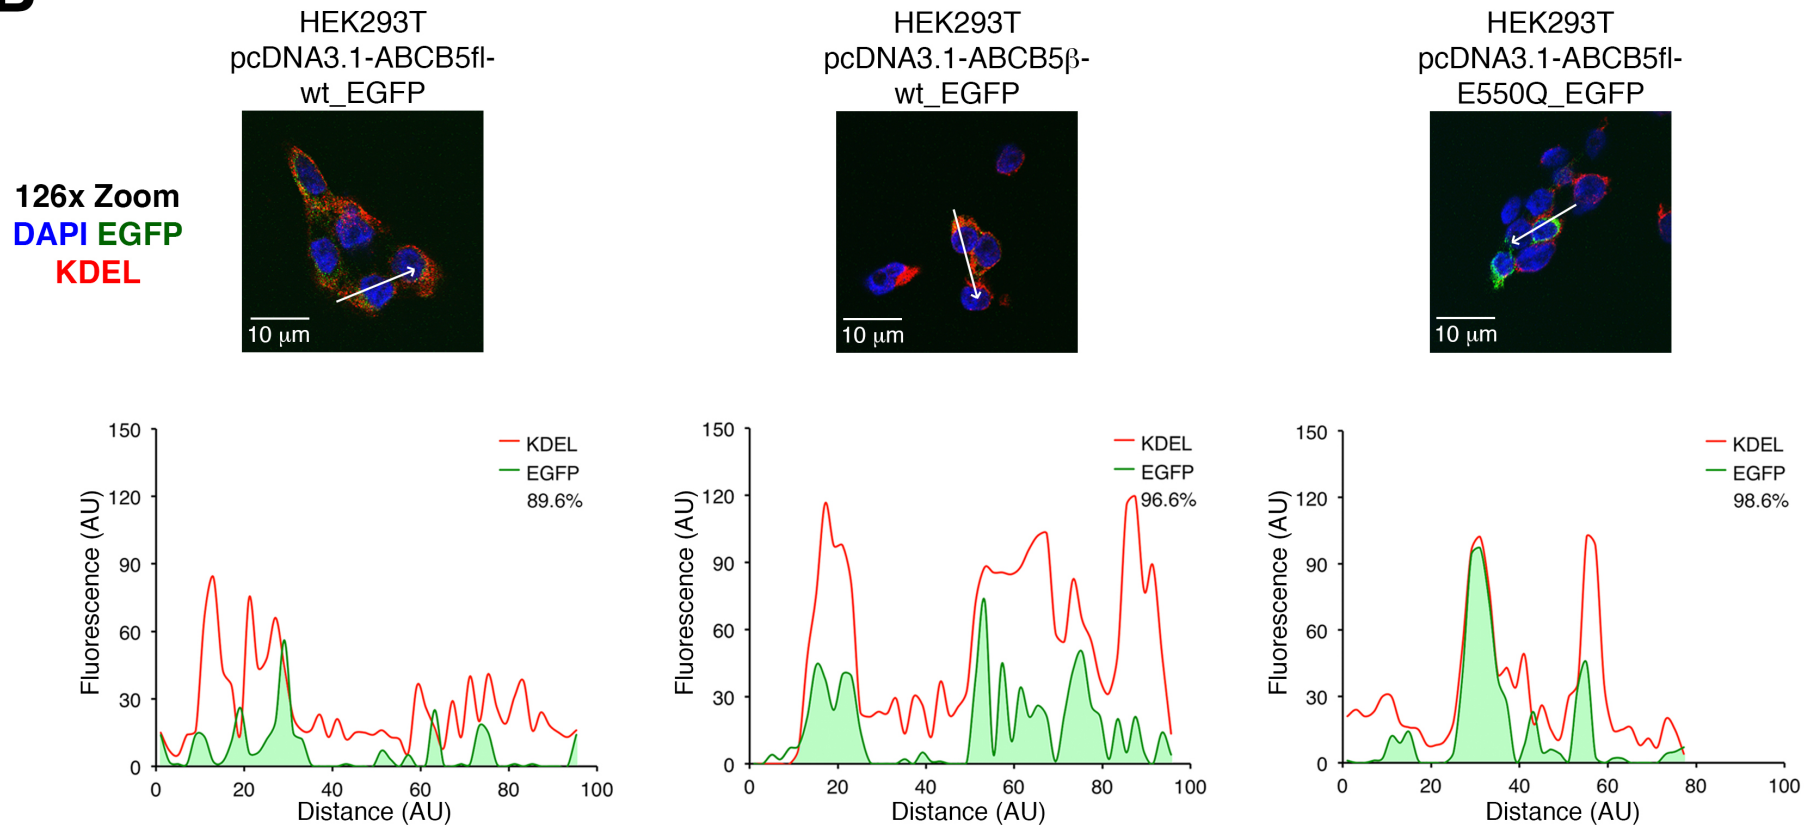 HEK293T
pcDNA3.1-ABCB5fl-
wt_EGFP
HEK293T
pcDNA3.1-ABCB5β-
wt_EGFP
HEK293T
pcDNA3.1-ABCB5fl-
E550Q_EGFP
126x Zoom
DAPI EGFP
KDEL
10 μm
10 μm
10 μm
150
120
90
60
30
0
0 20 40 60 80 100
Fluorescence (AU)
Distance (AU)
KDEL
EGFP
89.6%
150
120
90
60
30
0
0 20 40 60 80 100
Fluorescence (AU)
Distance (AU)
KDEL
EGFP
96.6%
150
120
90
60
30
0
0 20 40 60 80 100
Fluorescence (AU)
Distance (AU)
KDEL
EGFP
98.6%